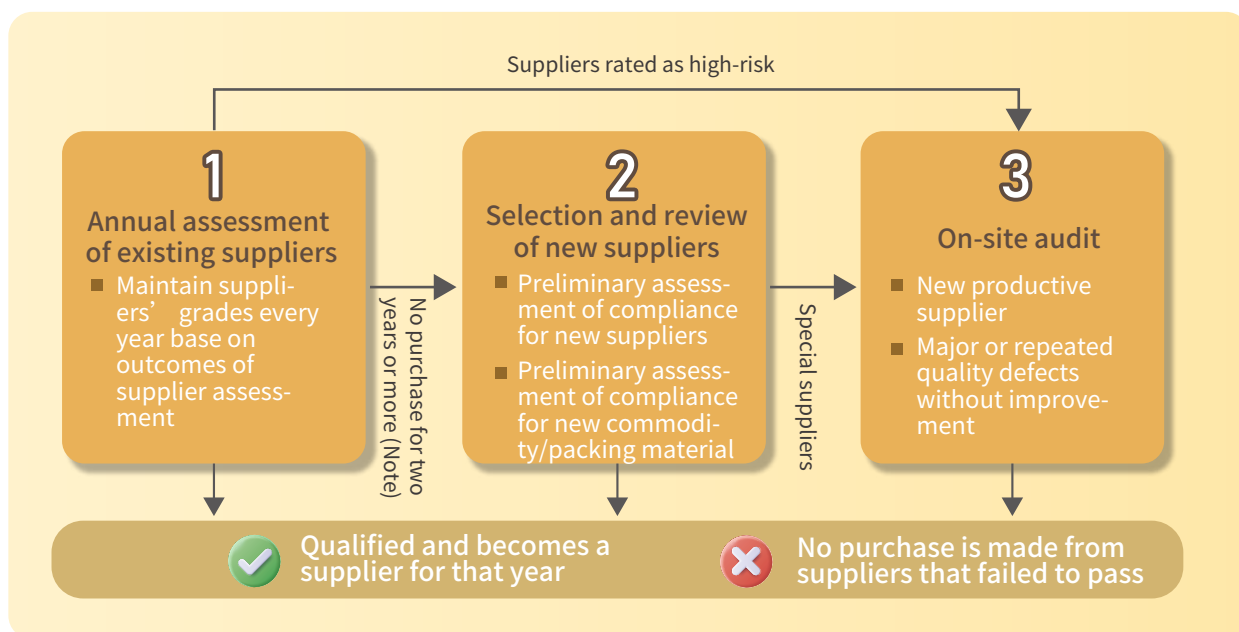 Suppliers rated as high-risk
1
Annual assessment
of existing suppliers
Maintain suppli-
ers’ grades every
year base on
outcomes of
supplier assess-
ment
No purchase for two
years or more (Note)
2
Selection and review
of new suppliers
Preliminary assess-
ment of compliance
for new suppliers
Preliminary assess-
ment of compliance
for new commodi-
ty/packing material
Special suppliers
3
On-site audit
New productive
supplier
Major or repeated
quality defects
without improve-
ment
Qualified and becomes a
supplier for that year
No purchase is made from
suppliers that failed to pass